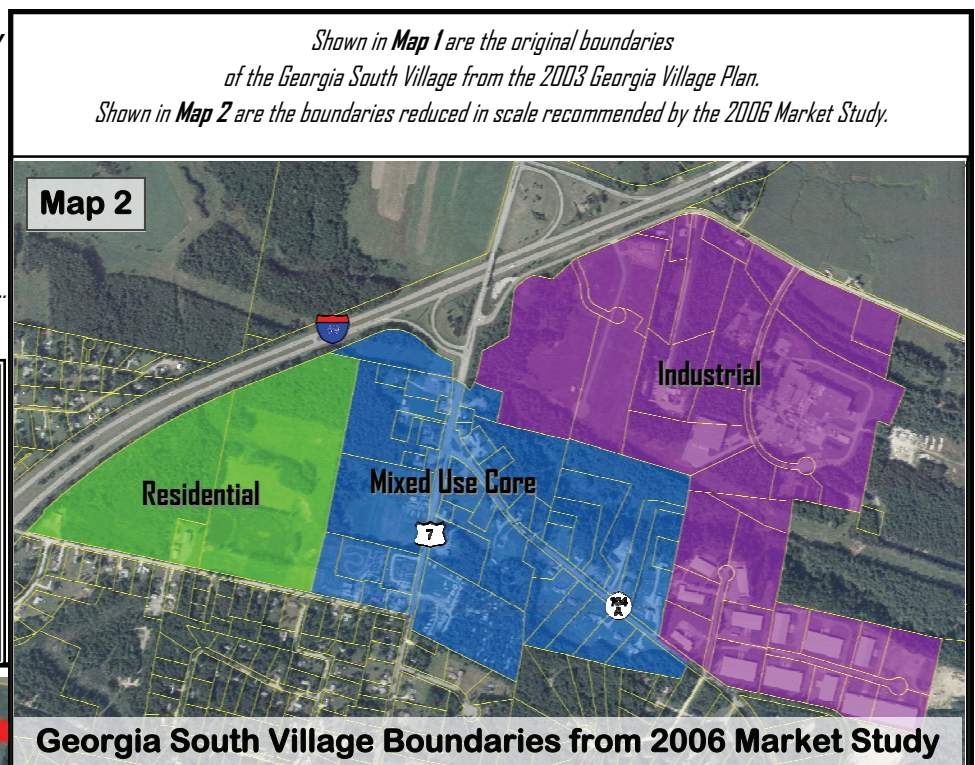 Shown in Map 1 are the original boundaries
of the Georgia South Village from the 2003 Georgia Village Plan.
Shown in Map 2 are the boundaries reduced in scale recommended by the 2006 Market Study.
Map 2
Industrial
Residential
Mixed Use Core
7
104
A
Georgia South Village Boundaries from 2006 Market Study